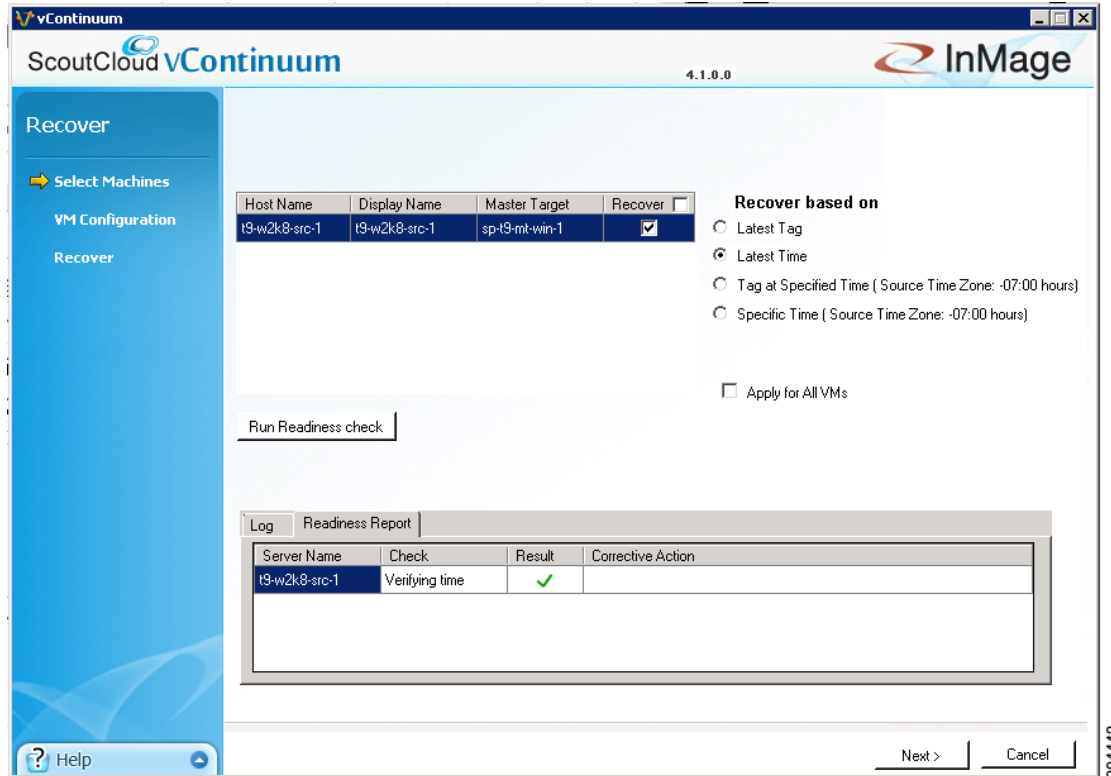 vContinuum
ScoutCloud vContinuum
4.1.0.0
InMage
Recover
Select Machines
VM Configuration
Recover
Host Name Display Name Master Target Recover
t9-w2k8-src-1 t9-w2k8-src-1 sp-t9-mt-win-1
Run Readiness check
Recover based on
Latest Tag
Latest Time
Tag at Specified Time ( Source Time Zone: -07:00 hours)
Specific Time ( Source Time Zone: -07:00 hours)
Apply for All VMs
Log Readiness Report
Server Name Check Result Corrective Action
t9-w2k8-src-1 Verifying time
? Help
Next > Cancel